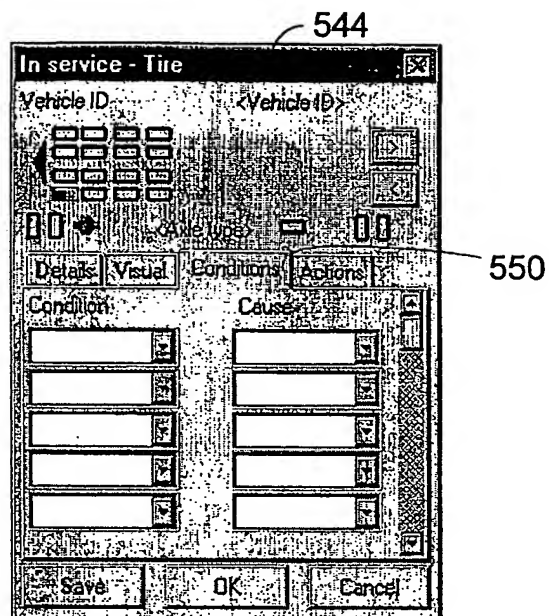 544
In service - Tire
Vehicle ID <Vehicle ID>
>
<
<Axle type>
550
Details Visual Conditions Actions
Condition Cause
Save OK Cancel